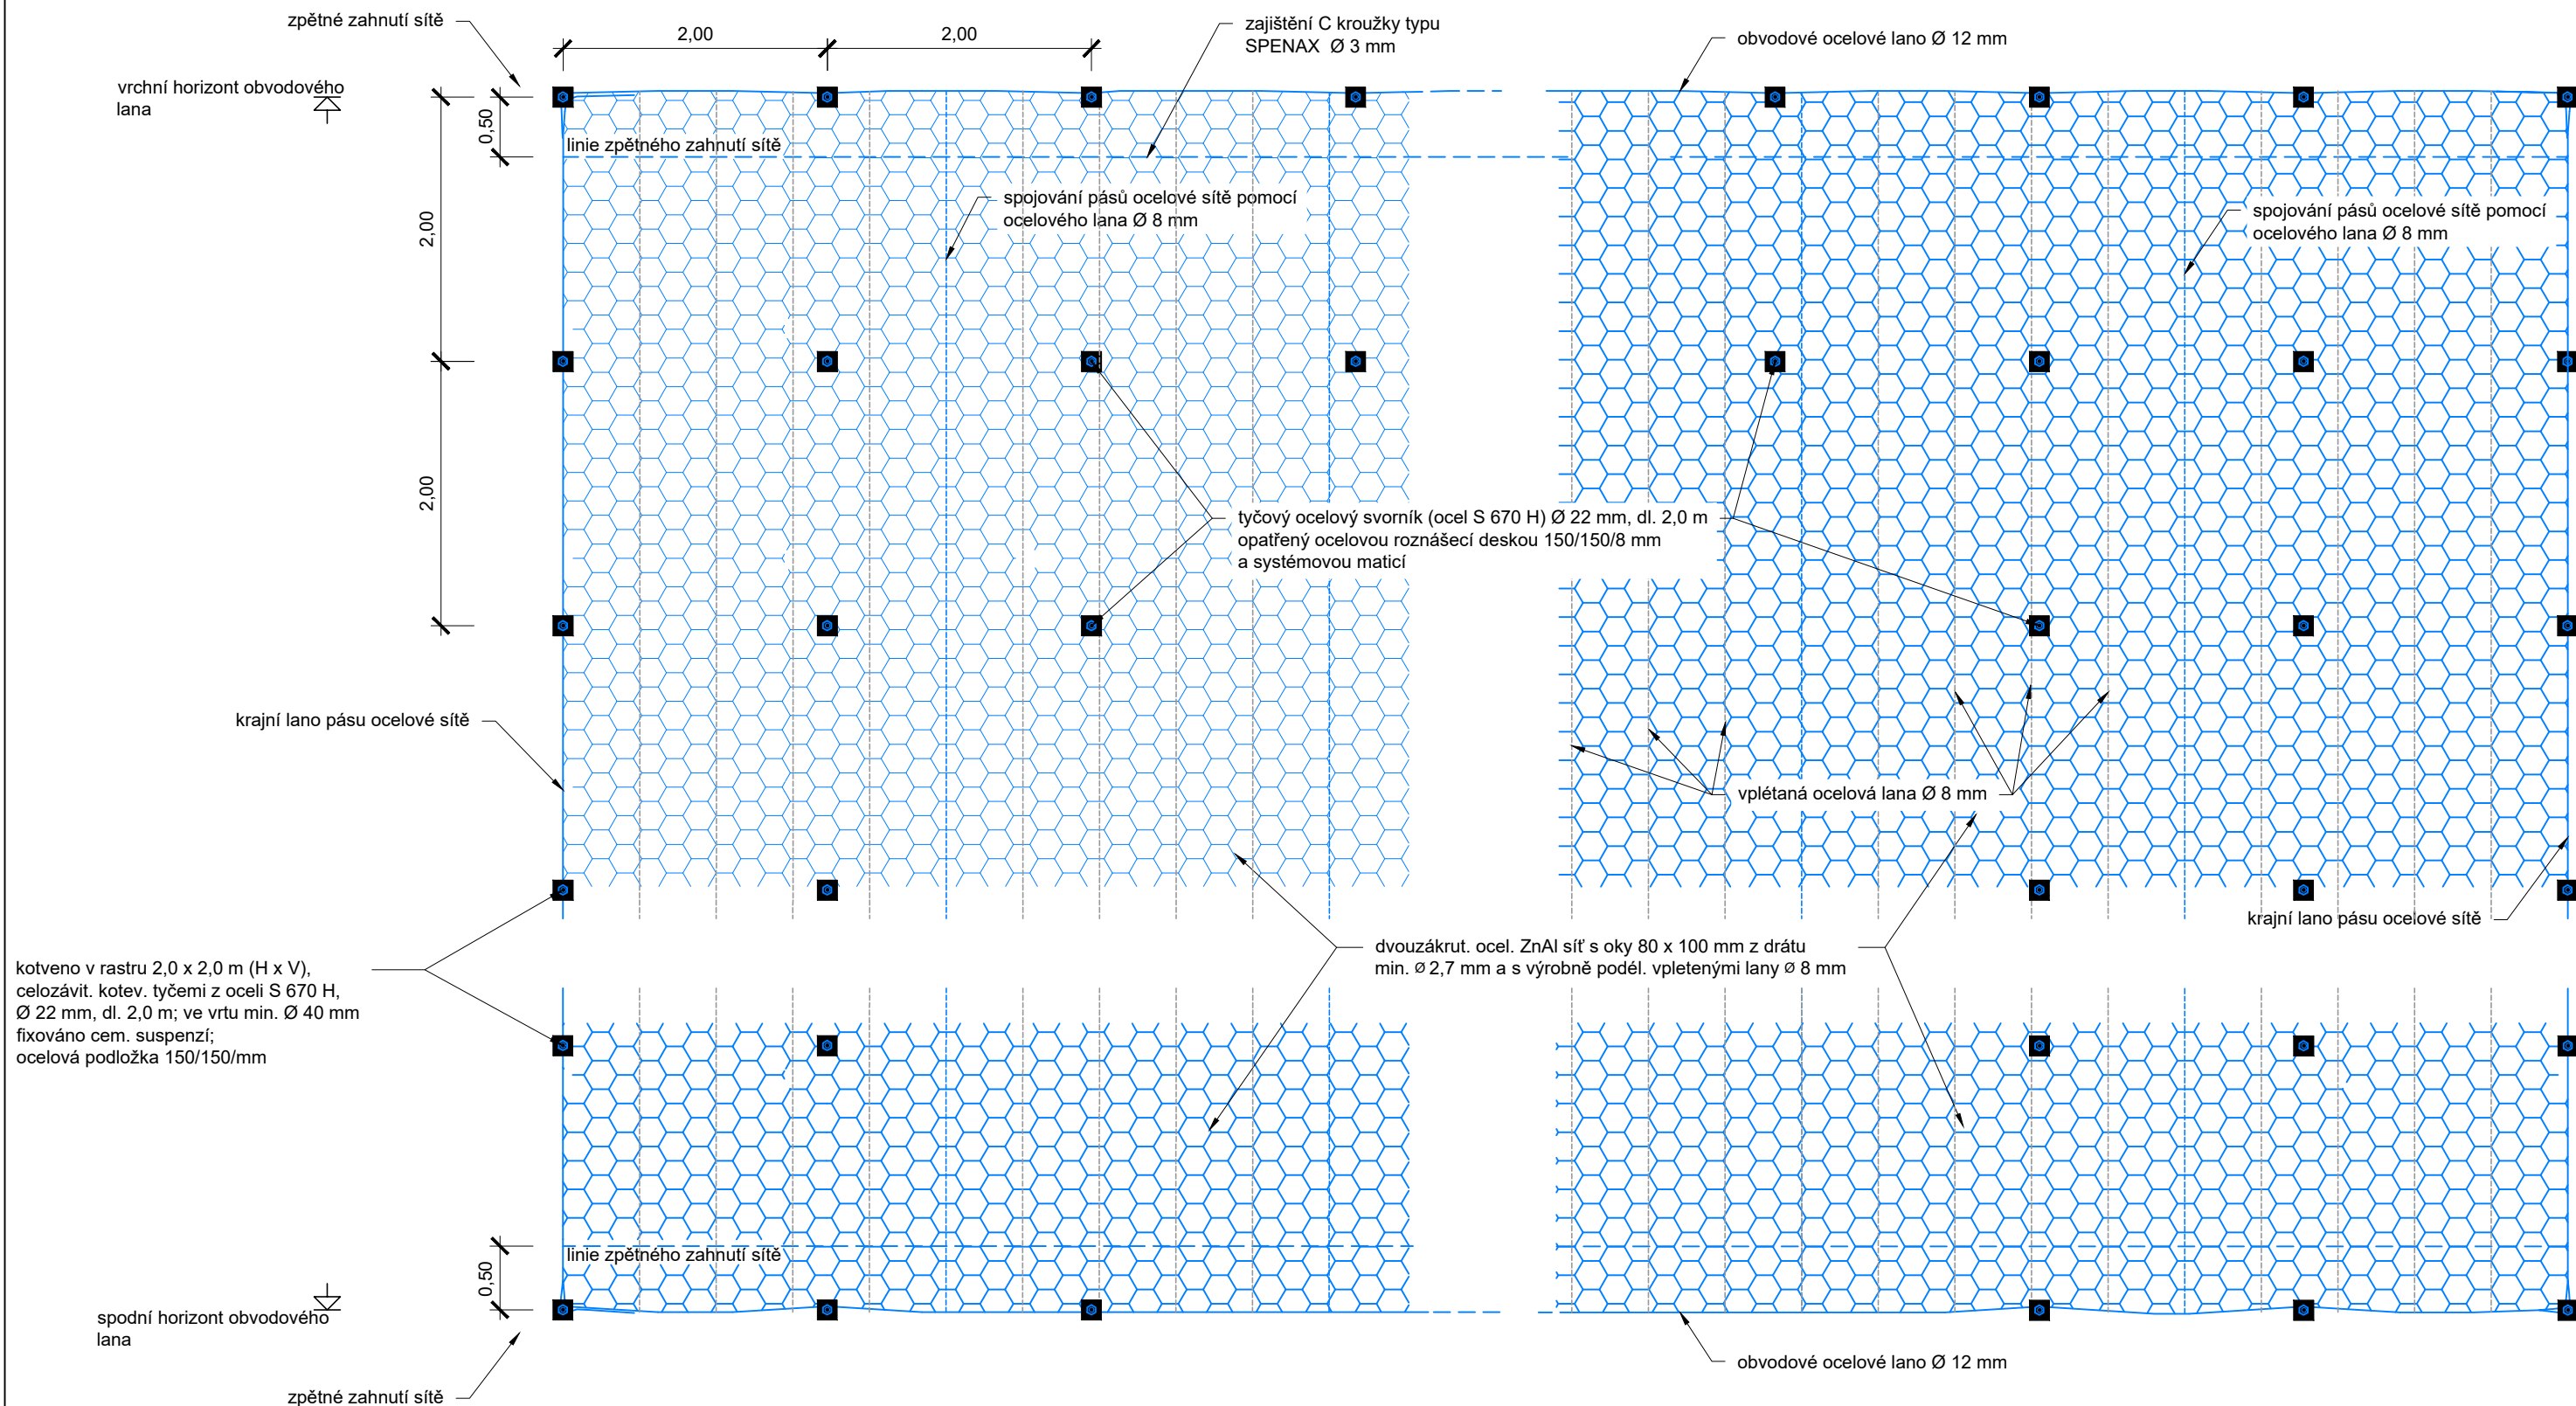 zpětné zahnutí sítě
2,00
2,00
zajištění C kroužky typu
SPENAX Ø 3 mm
obvodové ocelové lano Ø 12 mm
vrchní horizont obvodového
lana
0,50
linie zpětného zahnutí sítě
2,00
spojování pásů ocelové sítě pomocí
ocelového lana Ø 8 mm
spojování pásů ocelové sítě pomocí
ocelového lana Ø 8 mm
2,00
tyčový ocelový svorník (ocel S 670 H) Ø 22 mm, dl. 2,0 m
opatřený ocelovou roznášecí deskou 150/150/8 mm
a systémovou maticí
krajní lano pásu ocelové sítě
vplétaná ocelová lana Ø 8 mm
krajní lano pásu ocelové sítě
dvouzákrut. ocel. ZnAl síť s oky 80 x 100 mm z drátu
min. Ø 2,7 mm a s výrobně podél. vpletenými lany Ø 8 mm
kotveno v rastru 2,0 x 2,0 m (H x V),
celozávit. kotev. tyčemi z oceli S 670 H,
Ø 22 mm, dl. 2,0 m; ve vrtu min. Ø 40 mm
fixováno cem. suspenzí;
ocelová podložka 150/150/mm
linie zpětného zahnutí sítě
0,50
spodní horizont obvodového
lana
obvodové ocelové lano Ø 12 mm
zpětné zahnutí sítě